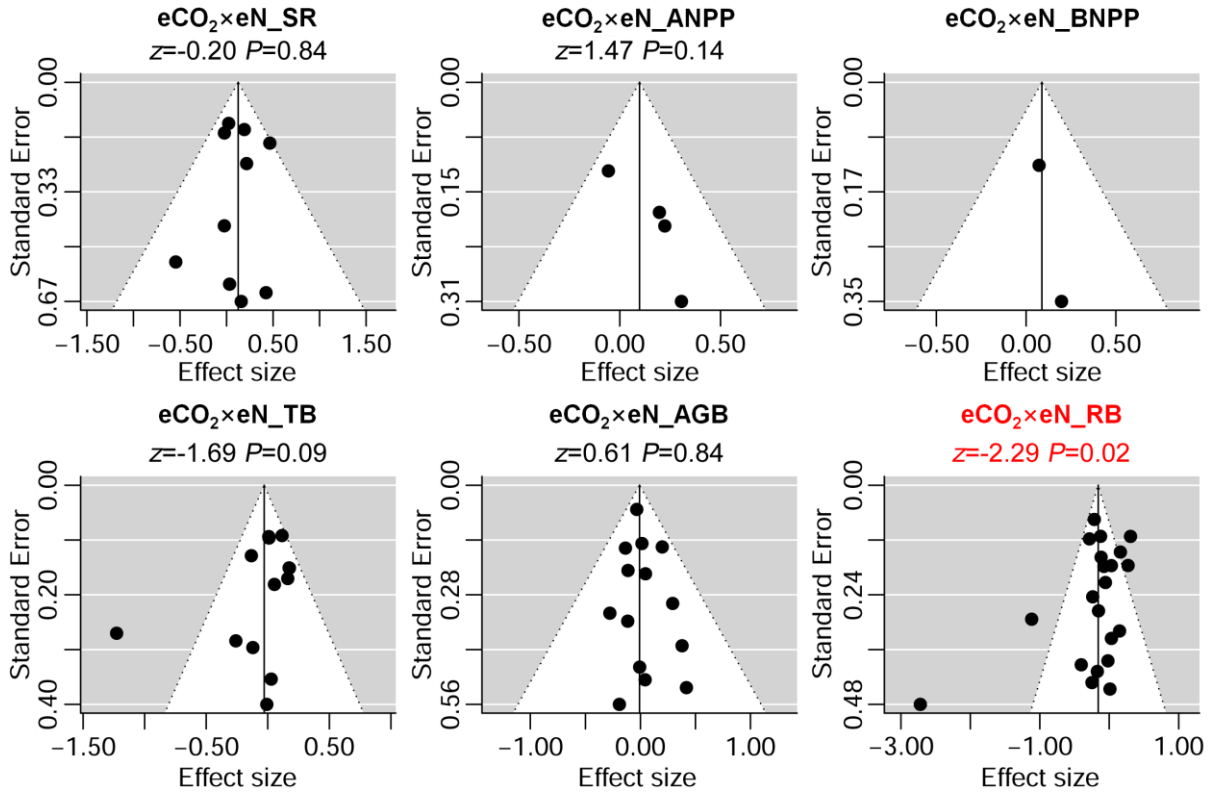 eCO₂×eN_SR
z=-0.20 P=0.84
0.00
0.33
0.67
Standard Error
−1.50
−0.50
0.50
1.50
Effect size
eCO₂×eN_ANPP
z=1.47 P=0.14
0.00
0.15
0.31
Standard Error
−0.50
0.00
0.50
Effect size
eCO₂×eN_BNPP
0.00
0.17
0.35
Standard Error
−0.50
0.00
0.50
Effect size
eCO₂×eN_TB
z=-1.69 P=0.09
0.00
0.20
0.40
Standard Error
−1.50
−0.50
0.50
Effect size
eCO₂×eN_AGB
z=0.61 P=0.84
0.00
0.28
0.56
Standard Error
−1.00
0.00
1.00
Effect size
eCO₂×eN_RB
z=-2.29 P=0.02
0.00
0.24
0.48
Standard Error
−3.00
−1.00
1.00
Effect size